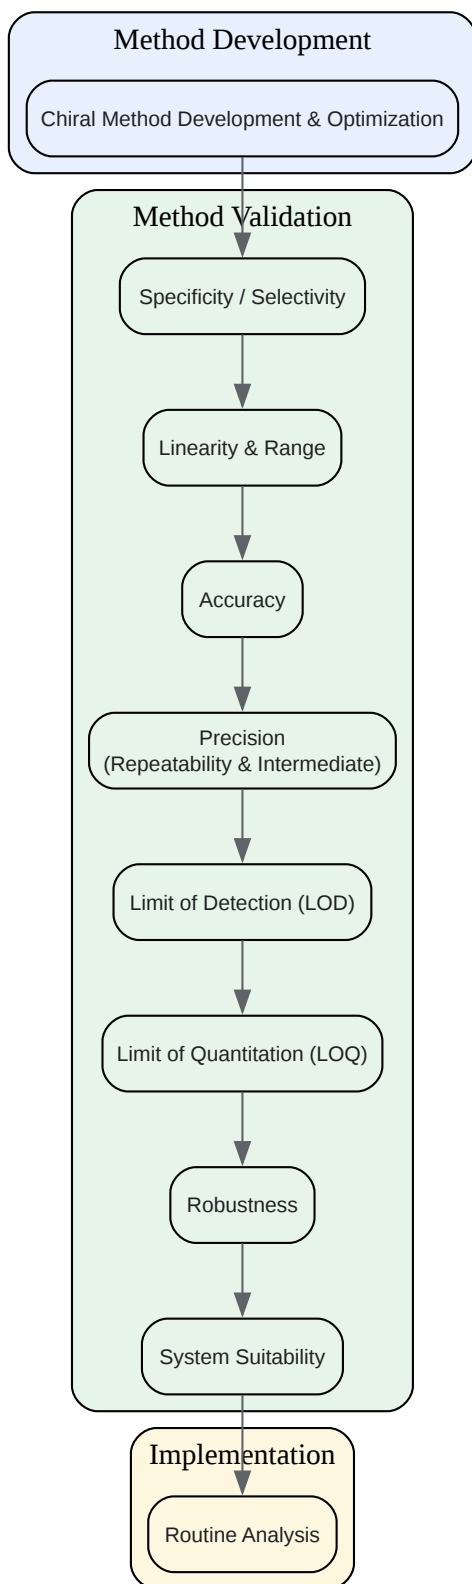 Method Development
Chiral Method Development & Optimization
Method Validation
Specificity / Selectivity
Linearity & Range
Accuracy
Precision
(Repeatability & Intermediate)
Limit of Detection (LOD)
Limit of Quantitation (LOQ)
Robustness
System Suitability
Implementation
Routine Analysis